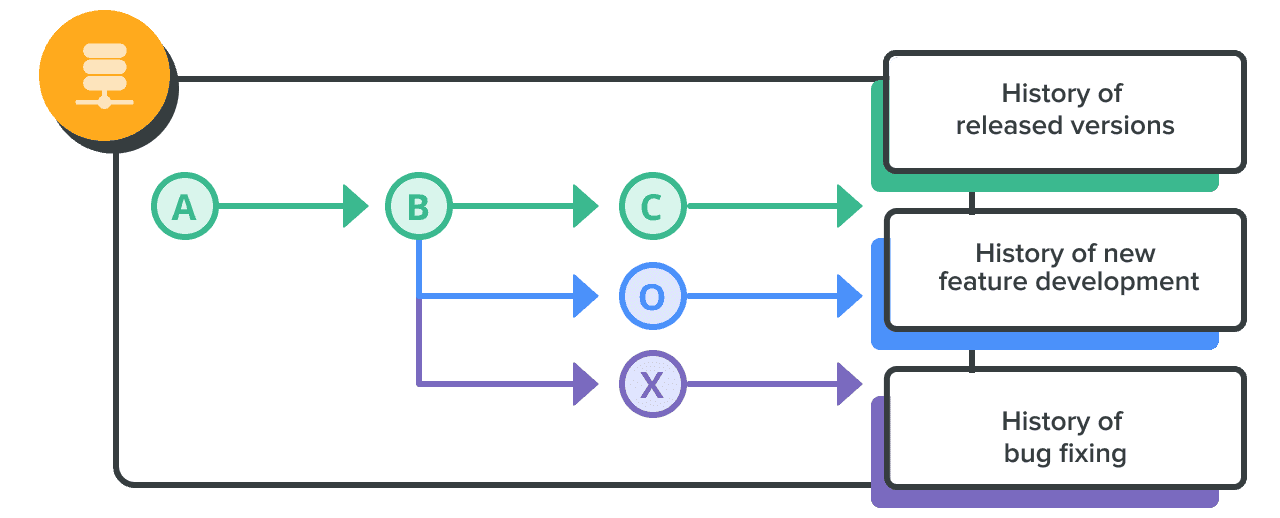 History of
released versions
A
B
C
History of new
feature development
O
X
History of
bug fixing